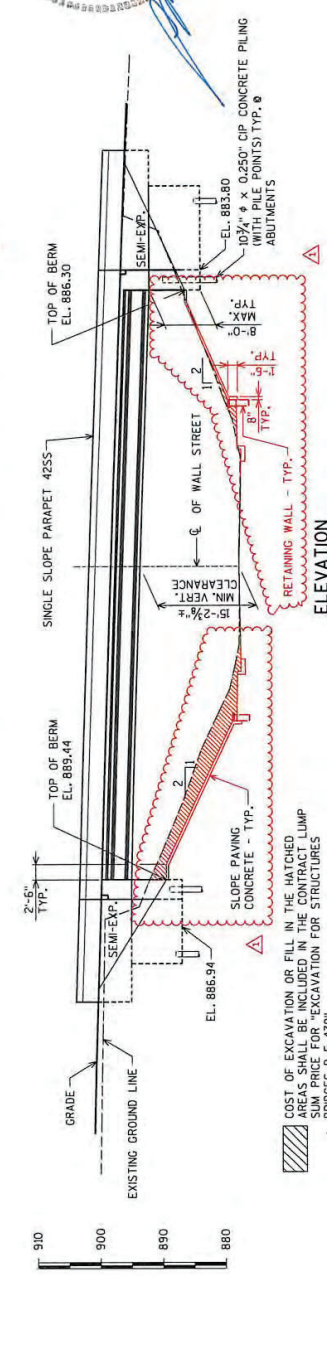 910
900
890
880
GRADE
EXISTING GROUND LINE
2'-6"
TYP.
TOP OF BERM
EL. 889.44
SEMI-EXP.
EL. 886.94
2
1
SLOPE PAVING
CONCRETE - TYP.
1
SINGLE SLOPE PARAPET 42SS
15'-2⅜"±
MIN. VERT.
CLEARANCE
℄ OF WALL STREET
TOP OF BERM
EL. 886.30
SEMI-EXP.
EL. 883.80
10¾" φ x 0.250" CIP CONCRETE PILING
(WITH PILE POINTS) TYP. @
ABUTMENTS
8'-0"
MAX.
TYP.
1
2
1'-6"
TYP.
8"
TYP.
RETAINING WALL - TYP.
1
ELEVATION
COST OF EXCAVATION OR FILL IN THE HATCHED
AREAS SHALL BE INCLUDED IN THE CONTRACT LUMP
SUM PRICE FOR "EXCAVATION FOR STRUCTURES